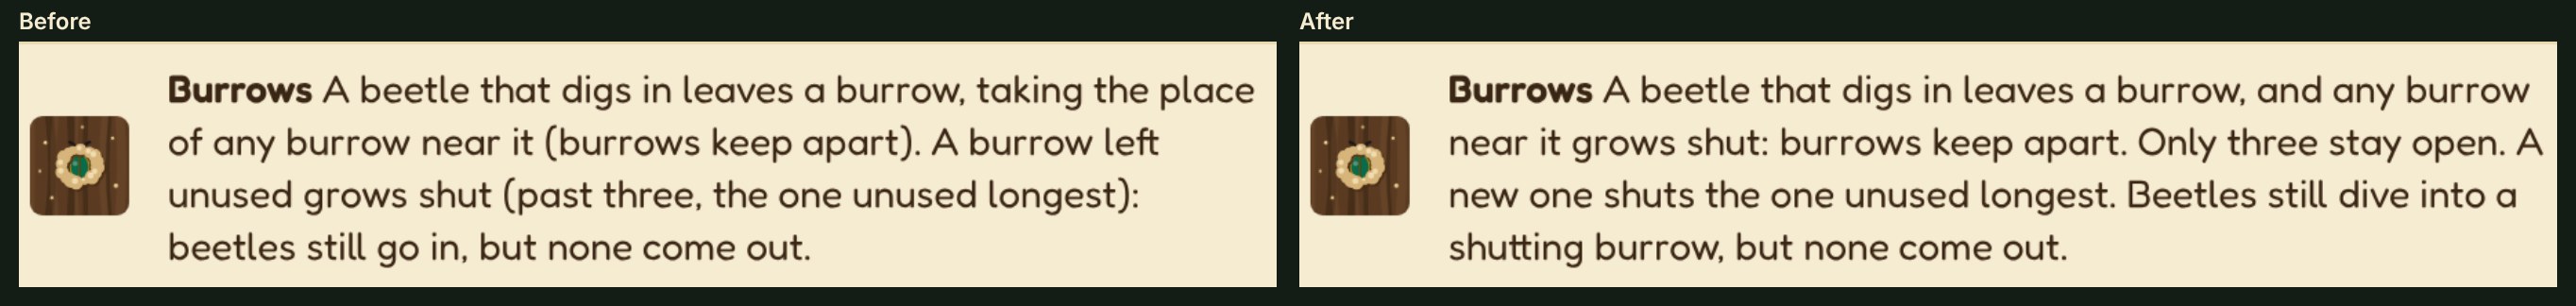 Before
Burrows A beetle that digs in leaves a burrow, taking the place
of any burrow near it (burrows keep apart). A burrow left
unused grows shut (past three, the one unused longest):
beetles still go in, but none come out.
After
Burrows A beetle that digs in leaves a burrow, and any burrow
near it grows shut: burrows keep apart. Only three stay open. A
new one shuts the one unused longest. Beetles still dive into a
shutting burrow, but none come out.